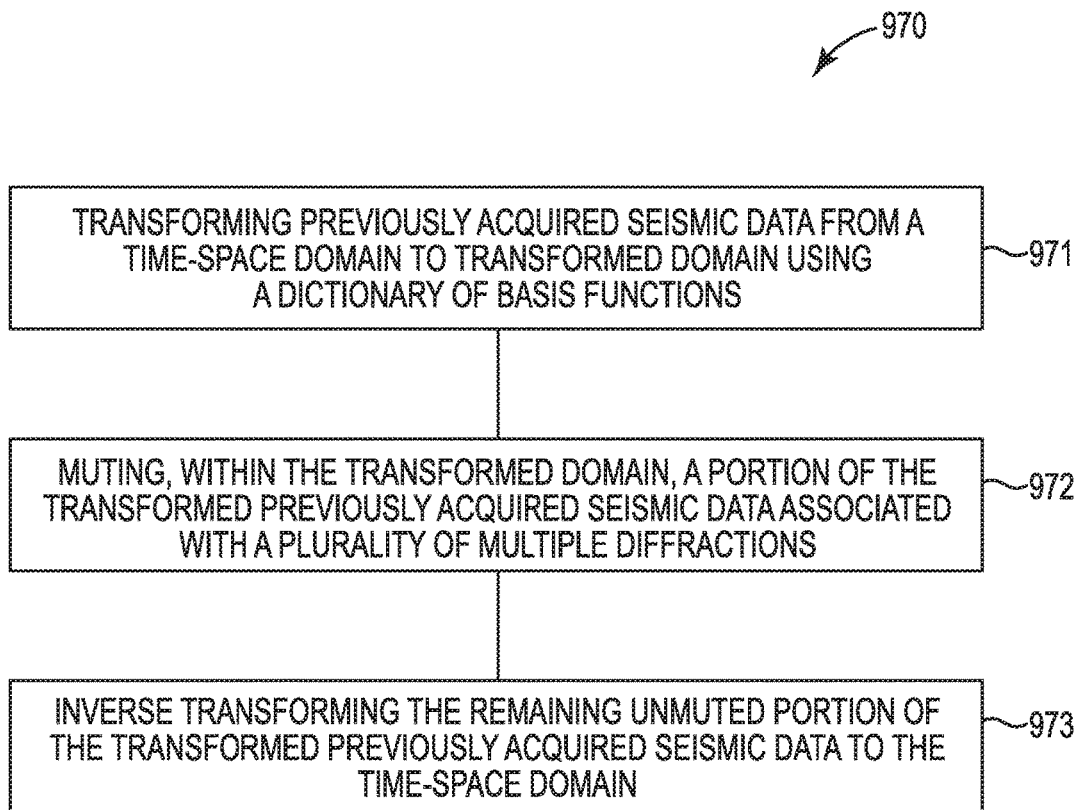 970
TRANSFORMING PREVIOUSLY ACQUIRED SEISMIC DATA FROM A
TIME-SPACE DOMAIN TO TRANSFORMED DOMAIN USING
A DICTIONARY OF BASIS FUNCTIONS
971
MUTING, WITHIN THE TRANSFORMED DOMAIN, A PORTION OF THE
TRANSFORMED PREVIOUSLY ACQUIRED SEISMIC DATA ASSOCIATED
WITH A PLURALITY OF MULTIPLE DIFFRACTIONS
972
INVERSE TRANSFORMING THE REMAINING UNMUTED PORTION OF
THE TRANSFORMED PREVIOUSLY ACQUIRED SEISMIC DATA TO THE
TIME-SPACE DOMAIN
973